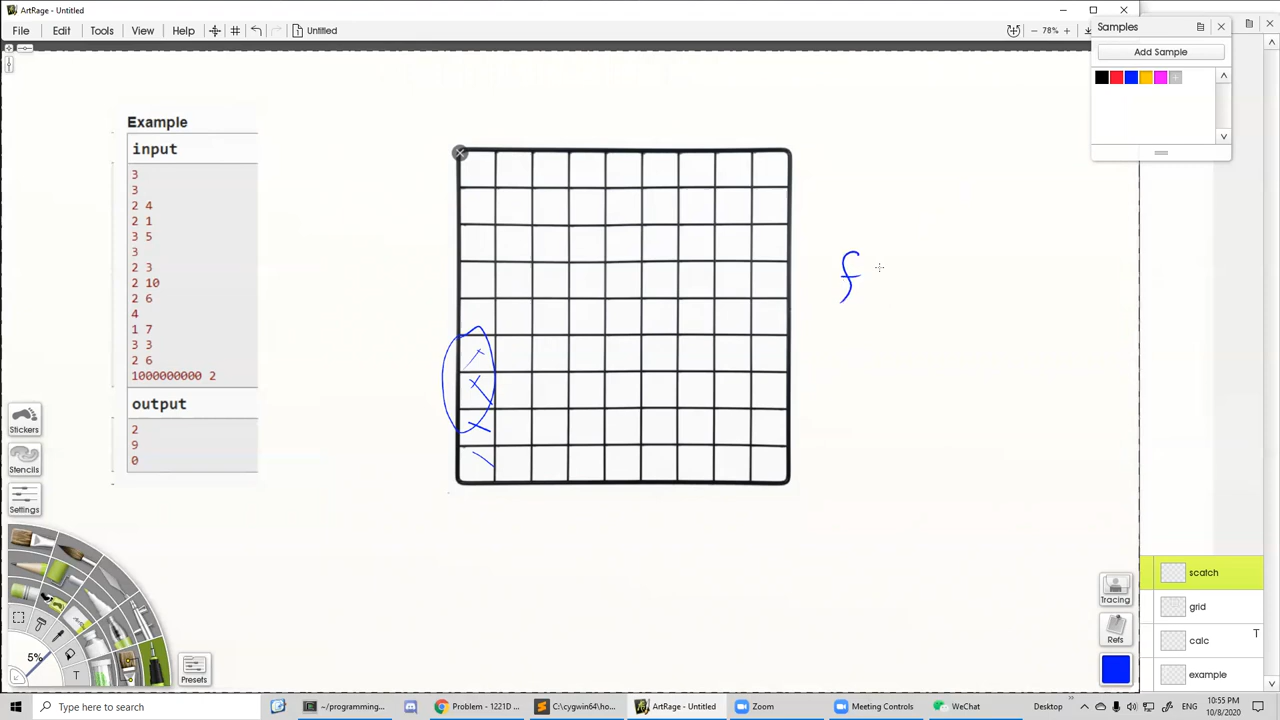 ArtRage - Untitled
File Edit Tools View Help Untitled 78%
Samples
Add Sample
Example
input
3
3
2 4
2 1
3 5
3
2 3
2 10
2 6
4
1 7
3 3
2 6
1000000000 2
output
2
9
0
f
Stickers
Stencils
Settings
5%
Presets
Tracing
Refs
scatch
grid
calc T
example
Type here to search
~/programming...
Problem - 1221D ...
C:\cygwin64\ho...
ArtRage - Untitled
Zoom
Meeting Controls
WeChat
Desktop
10:55 PM
10/8/2020